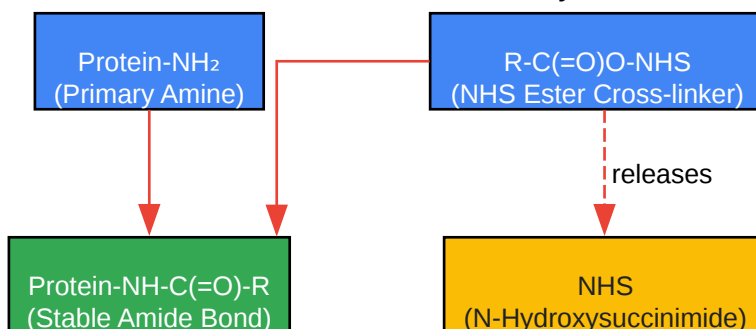 Protein-NH₂
(Primary Amine)
R-C(=O)O-NHS
(NHS Ester Cross-linker)
releases
Protein-NH-C(=O)-R
(Stable Amide Bond)
NHS
(N-Hydroxysuccinimide)